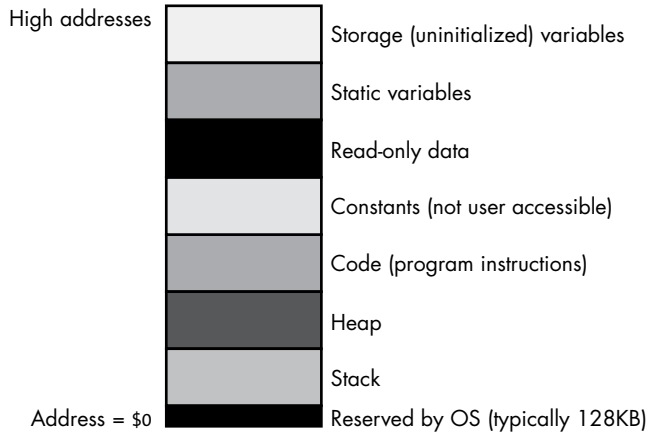 High addresses
Storage (uninitialized) variables
Static variables
Read-only data
Constants (not user accessible)
Code (program instructions)
Heap
Stack
Address = $0
Reserved by OS (typically 128KB)